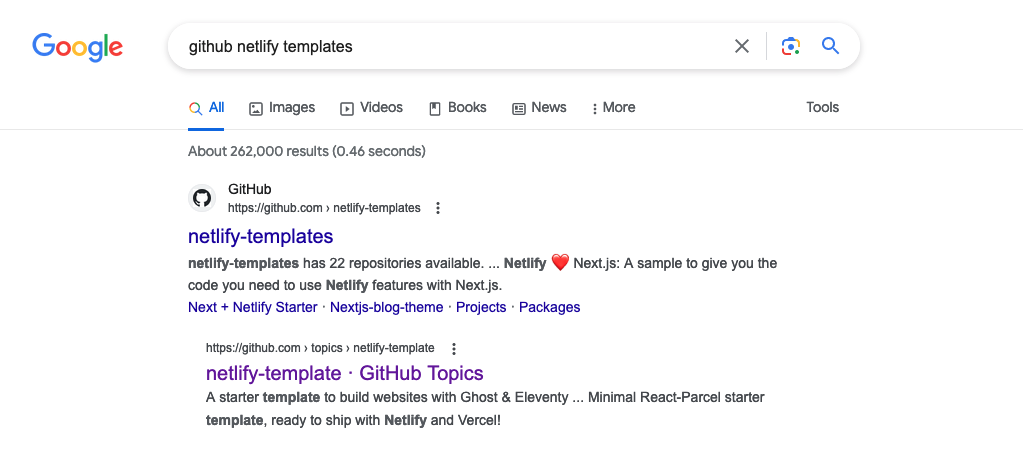 Google
github netlify templates
All Images Videos Books News More Tools
About 262,000 results (0.46 seconds)
GitHub
https://github.com › netlify-templates
netlify-templates
netlify-templates has 22 repositories available. ... Netlify ❤️ Next.js: A sample to give you the
code you need to use Netlify features with Next.js.
Next + Netlify Starter · Nextjs-blog-theme · Projects · Packages
https://github.com › topics › netlify-template
netlify-template · GitHub Topics
A starter template to build websites with Ghost & Eleventy ... Minimal React-Parcel starter
template, ready to ship with Netlify and Vercel!